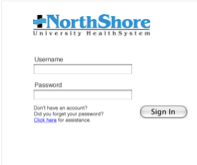 NorthShore
University HealthSystem
Username
Password
Don't have an account?
Did you forget your password?
Click here for assistance.
Sign In